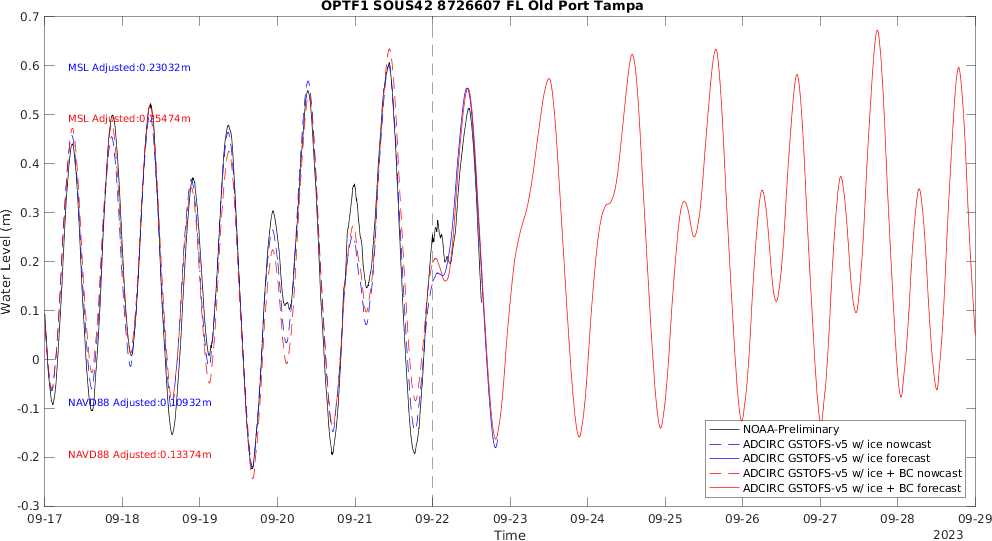 OPTF1 SOUS42 8726607 FL Old Port Tampa
0.7
0.6
0.5
0.4
0.3
0.2
0.1
0
-0.1
-0.2
-0.3
Water Level (m)
MSL Adjusted:0.23032m
MSL Adjusted:0.25474m
NAVD88 Adjusted:0.10932m
NAVD88 Adjusted:0.13374m
NOAA-Preliminary
ADCIRC GSTOFS-v5 w/ ice nowcast
ADCIRC GSTOFS-v5 w/ ice forecast
ADCIRC GSTOFS-v5 w/ ice + BC nowcast
ADCIRC GSTOFS-v5 w/ ice + BC forecast
09-17 09-18 09-19 09-20 09-21 09-22 09-23 09-24 09-25 09-26 09-27 09-28 09-29
Time
2023